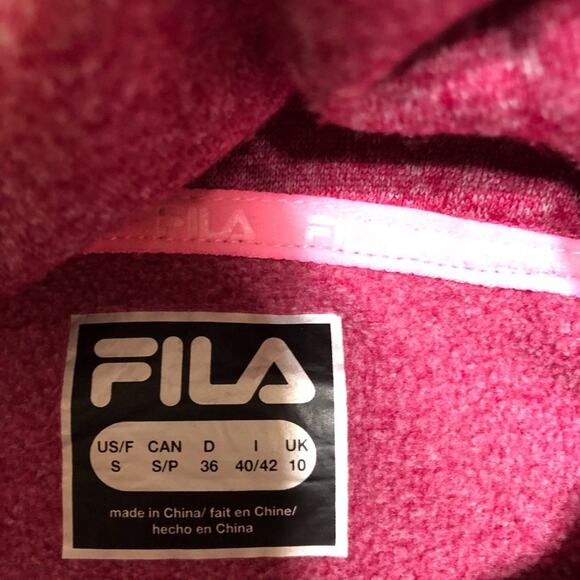 FILA FILA
FILA
US/F CAN D I UK
S S/P 36 40/42 10
made in China/ fait en Chine/
hecho en China